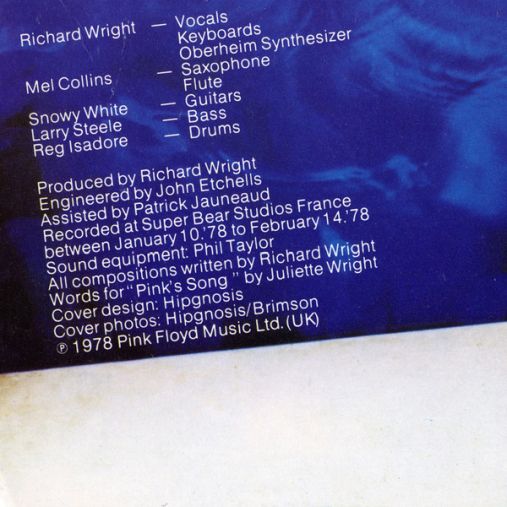 Richard Wright — Vocals
Keyboards
Oberheim Synthesizer
Mel Collins — Saxophone
Flute
Snowy White — Guitars
Larry Steele — Bass
Reg Isadore — Drums
Produced by Richard Wright
Engineered by John Etchells
Assisted by Patrick Jauneaud
Recorded at Super Bear Studios France
between January 10.'78 to February 14.'78
Sound equipment: Phil Taylor
All compositions written by Richard Wright
Words for "Pink's Song" by Juliette Wright
Cover design: Hipgnosis
Cover photos: Hipgnosis/Brimson
℗ 1978 Pink Floyd Music Ltd. (UK)